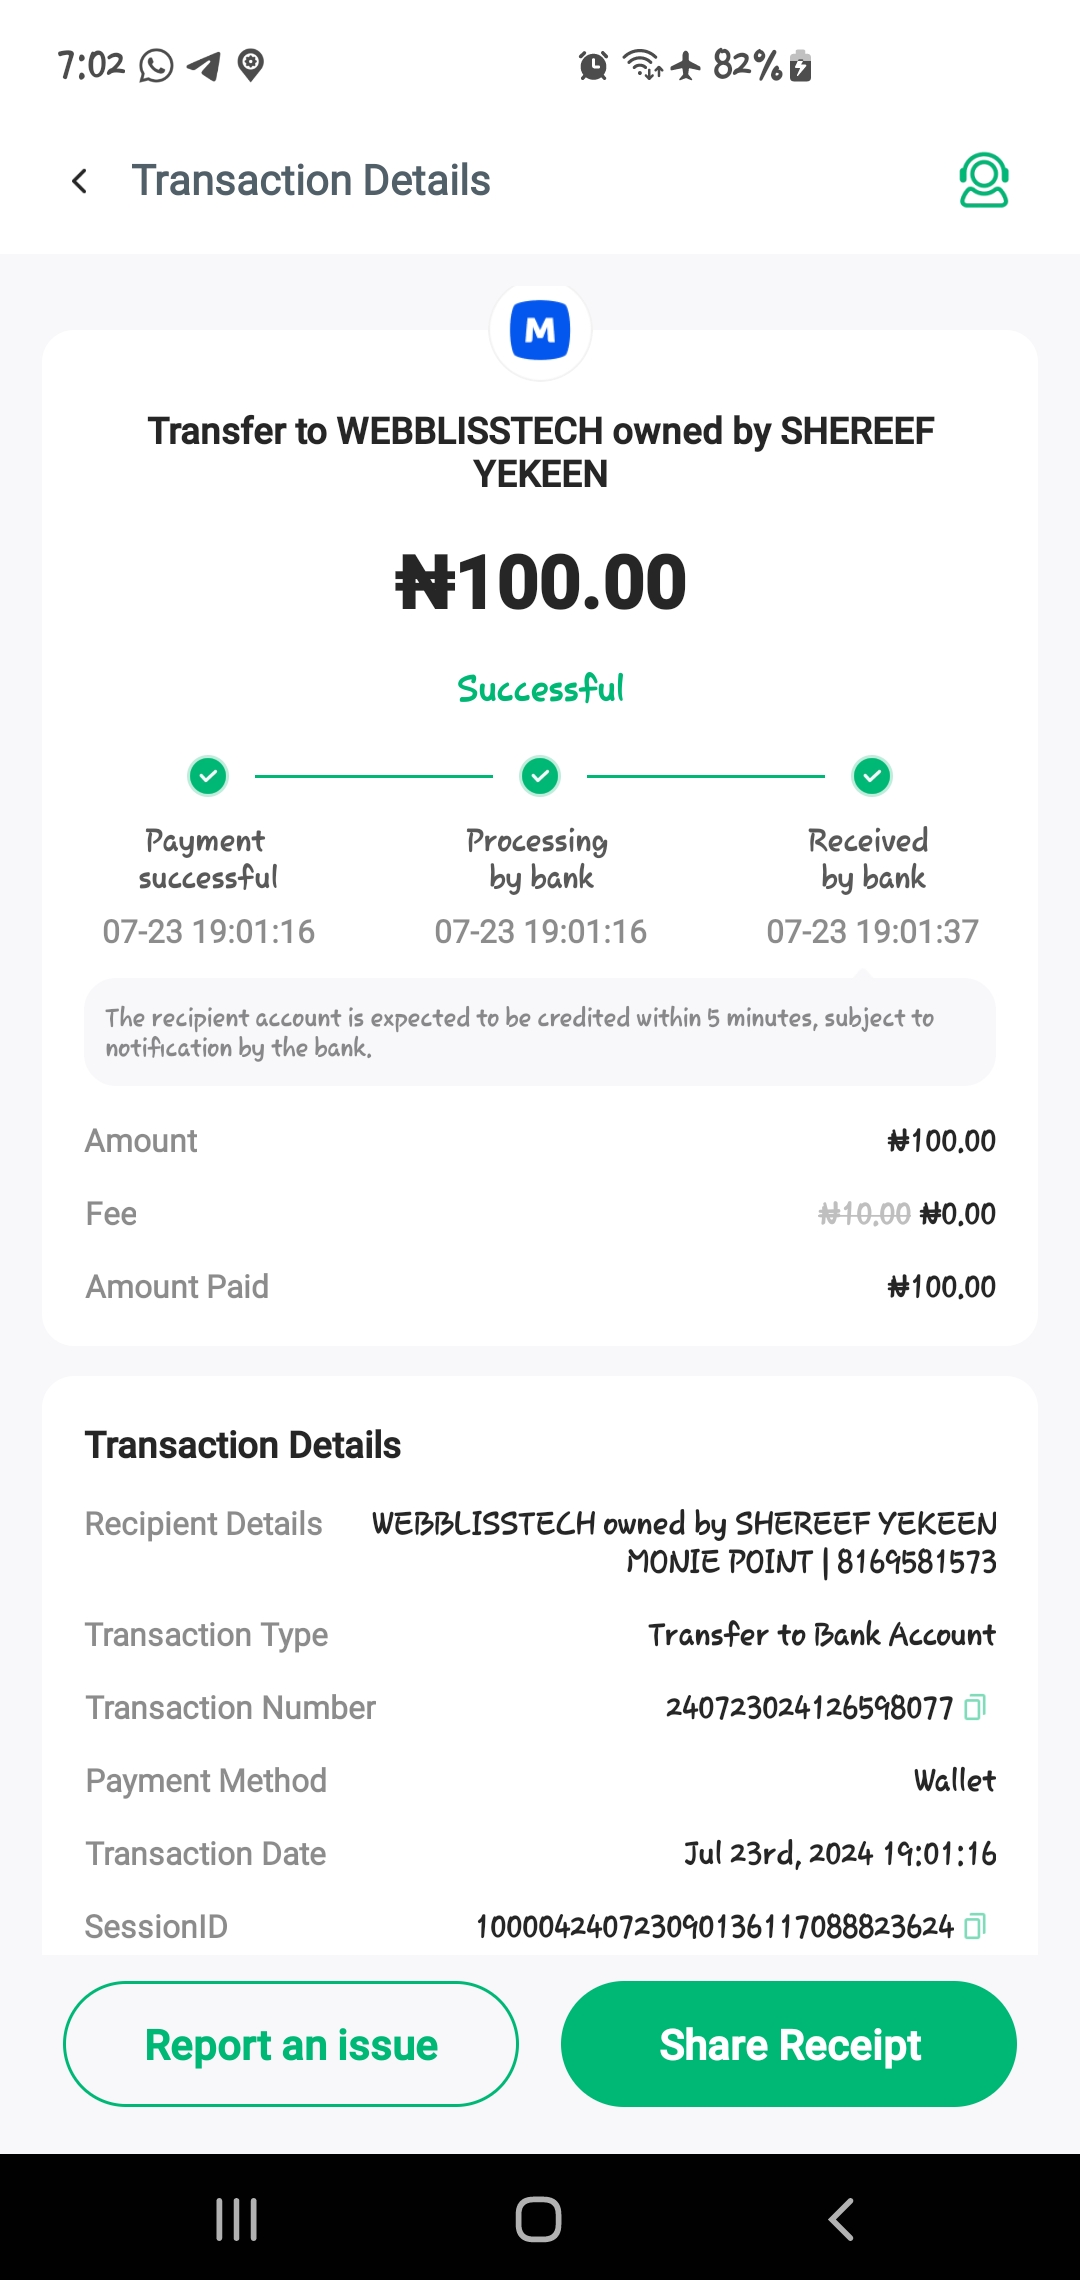 7:02
82%
Transaction Details
M
Transfer to WEBBLISSTECH owned by SHEREEF
YEKEEN
₦100.00
Successful
Payment
successful
07-23 19:01:16
Processing
by bank
07-23 19:01:16
Received
by bank
07-23 19:01:37
The recipient account is expected to be credited within 5 minutes, subject to
notification by the bank.
Amount ₦100.00
Fee ₦10.00 ₦0.00
Amount Paid ₦100.00
Transaction Details
Recipient Details WEBBLISSTECH owned by SHEREEF YEKEEN
MONIE POINT | 8169581573
Transaction Type Transfer to Bank Account
Transaction Number 240723024126598077
Payment Method Wallet
Transaction Date Jul 23rd, 2024 19:01:16
SessionID 100004240723090136117088823624
Report an issue
Share Receipt